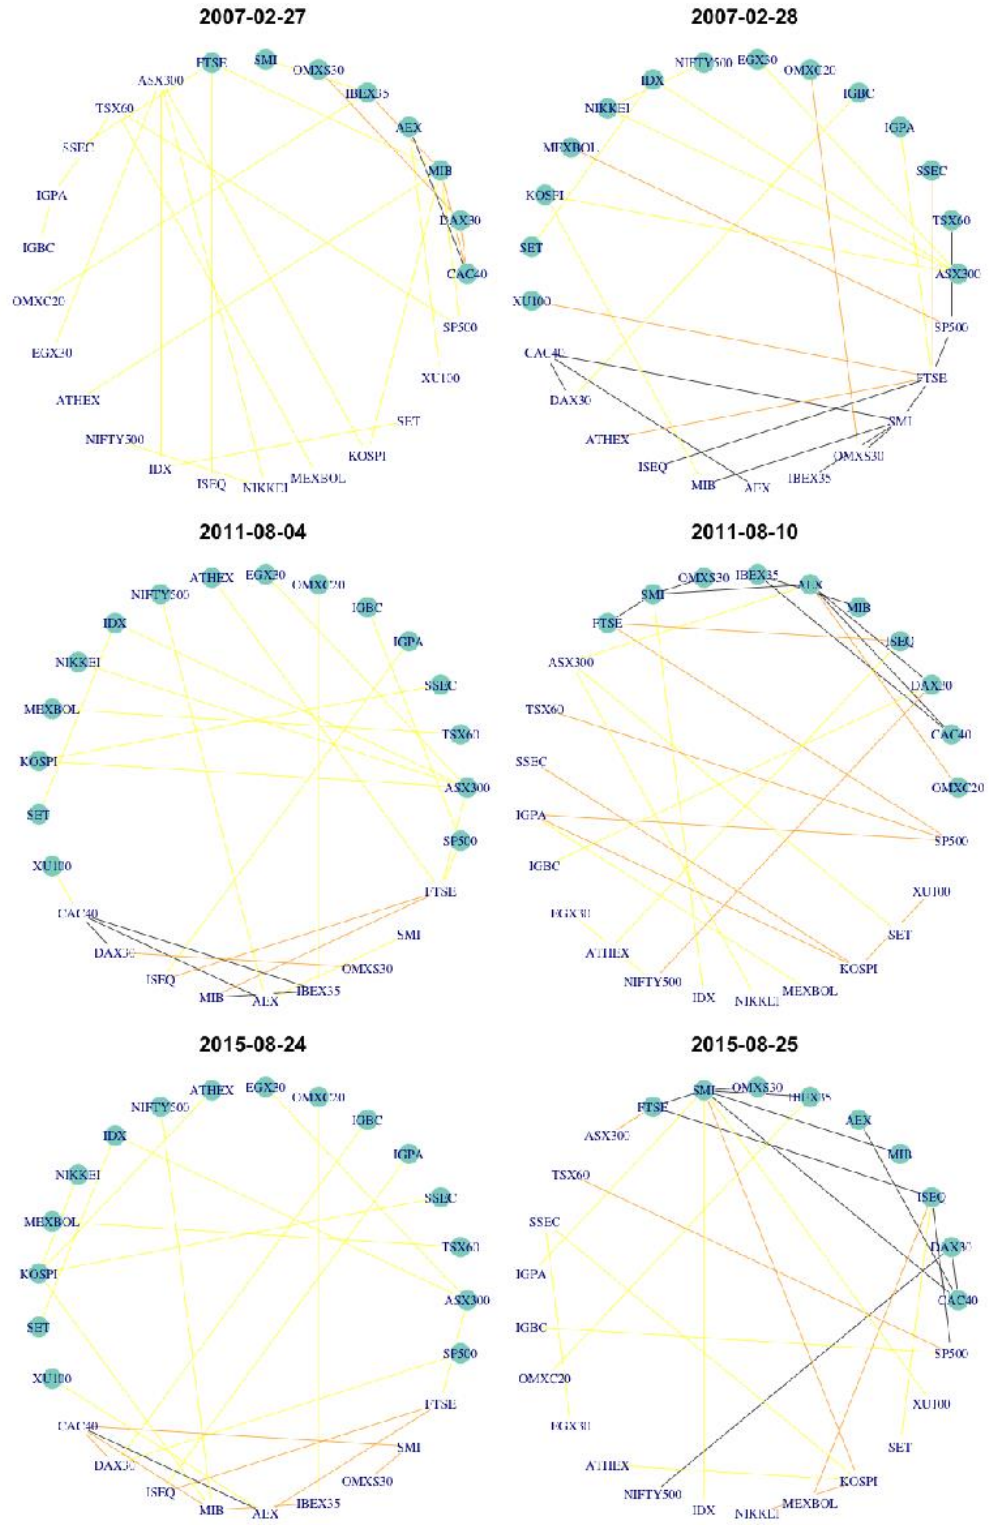 2007-02-27
FTSE
SMI
OMXS30
IBEX35
AEX
MIB
DAX30
CAC40
SP500
XU100
SET
KOSPI
MEXBOL
NIKKEI
ISEQ
IDX
NIFTY500
ATHEX
EGX30
OMXC20
IGBC
IGPA
SSEC
TSX60
ASX300
2007-02-28
NIFTY500
EGX30
OMXC20
IGBC
IGPA
SSEC
TSX60
ASX300
SP500
FTSE
SMI
OMXS30
IBEX35
AEX
MIB
ISEQ
ATHEX
DAX30
CAC40
XU100
SET
KOSPI
MEXBOL
NIKKEI
IDX
2011-08-04
ATHEX
EGX30
OMXC20
IGBC
IGPA
SSEC
TSX60
ASX300
SP500
FTSE
SMI
OMXS30
IBEX35
AEX
MIB
ISEQ
DAX30
CAC40
XU100
SET
KOSPI
MEXBOL
NIKKEI
IDX
NIFTY500
2011-08-10
OMXS30
IBEX35
AEX
MIB
ISEQ
DAX30
CAC40
OMXC20
SP500
XU100
SET
KOSPI
MEXBOL
NIKKEI
IDX
NIFTY500
ATHEX
EGX30
IGBC
IGPA
SSEC
TSX60
ASX300
FTSE
SMI
2015-08-24
ATHEX
EGX30
OMXC20
IGBC
IGPA
SSEC
TSX60
ASX300
SP500
FTSE
SMI
OMXS30
IBEX35
AEX
MIB
ISEQ
DAX30
CAC40
XU100
SET
KOSPI
MEXBOL
NIKKEI
IDX
NIFTY500
2015-08-25
SMI
OMXS30
IBEX35
AEX
MIB
ISEQ
DAX30
CAC40
SP500
XU100
SET
KOSPI
MEXBOL
NIKKEI
IDX
NIFTY500
ATHEX
EGX30
OMXC20
IGBC
IGPA
SSEC
TSX60
ASX300
FTSE